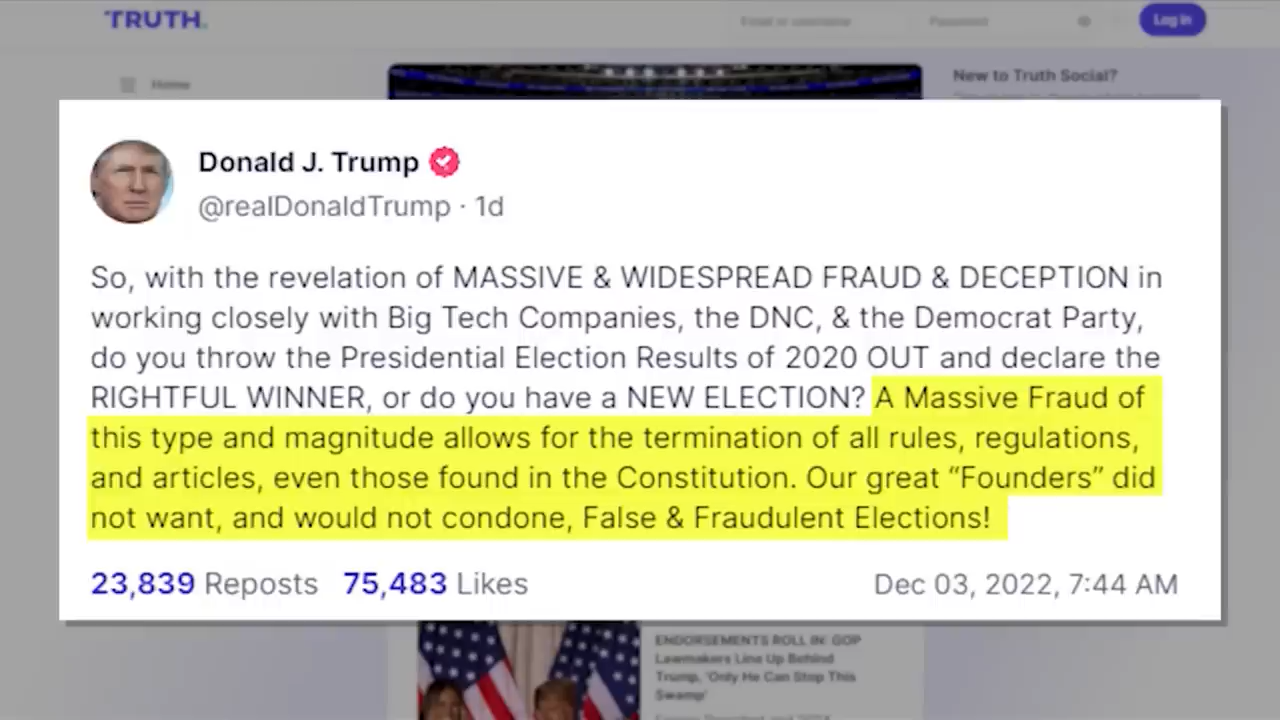 TRUTH.
Email or username
Password
Log in
Home
New to Truth Social?
Donald J. Trump
@realDonaldTrump · 1d
So, with the revelation of MASSIVE & WIDESPREAD FRAUD & DECEPTION in
working closely with Big Tech Companies, the DNC, & the Democrat Party,
do you throw the Presidential Election Results of 2020 OUT and declare the
RIGHTFUL WINNER, or do you have a NEW ELECTION? A Massive Fraud of
this type and magnitude allows for the termination of all rules, regulations,
and articles, even those found in the Constitution. Our great “Founders” did
not want, and would not condone, False & Fraudulent Elections!
23,839 Reposts 75,483 Likes
Dec 03, 2022, 7:44 AM
ENDORSEMENTS ROLL IN: GOP
Lawmakers Line Up Behind
Trump, 'Only He Can Stop This
Swamp'